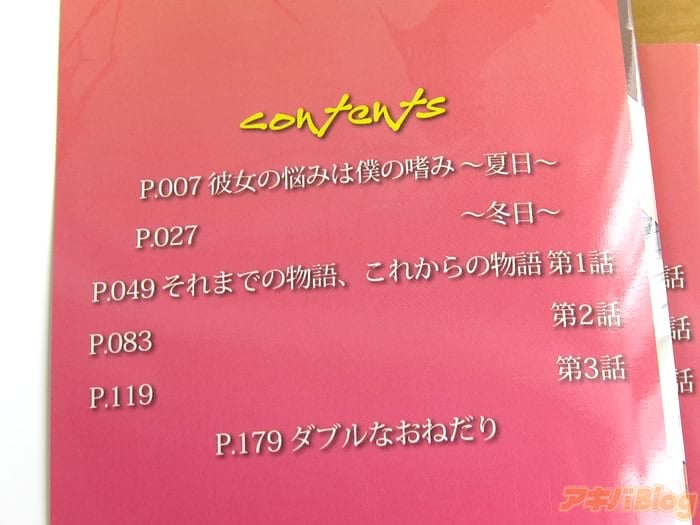 contents
P.007 彼女の悩みは僕の嗜み ～夏日～
P.027 ～冬日～
P.049 それまでの物語、これからの物語 第1話
P.083 第2話
P.119 第3話
P.179 ダブルなおねだり
話
話
話
アキバBlog